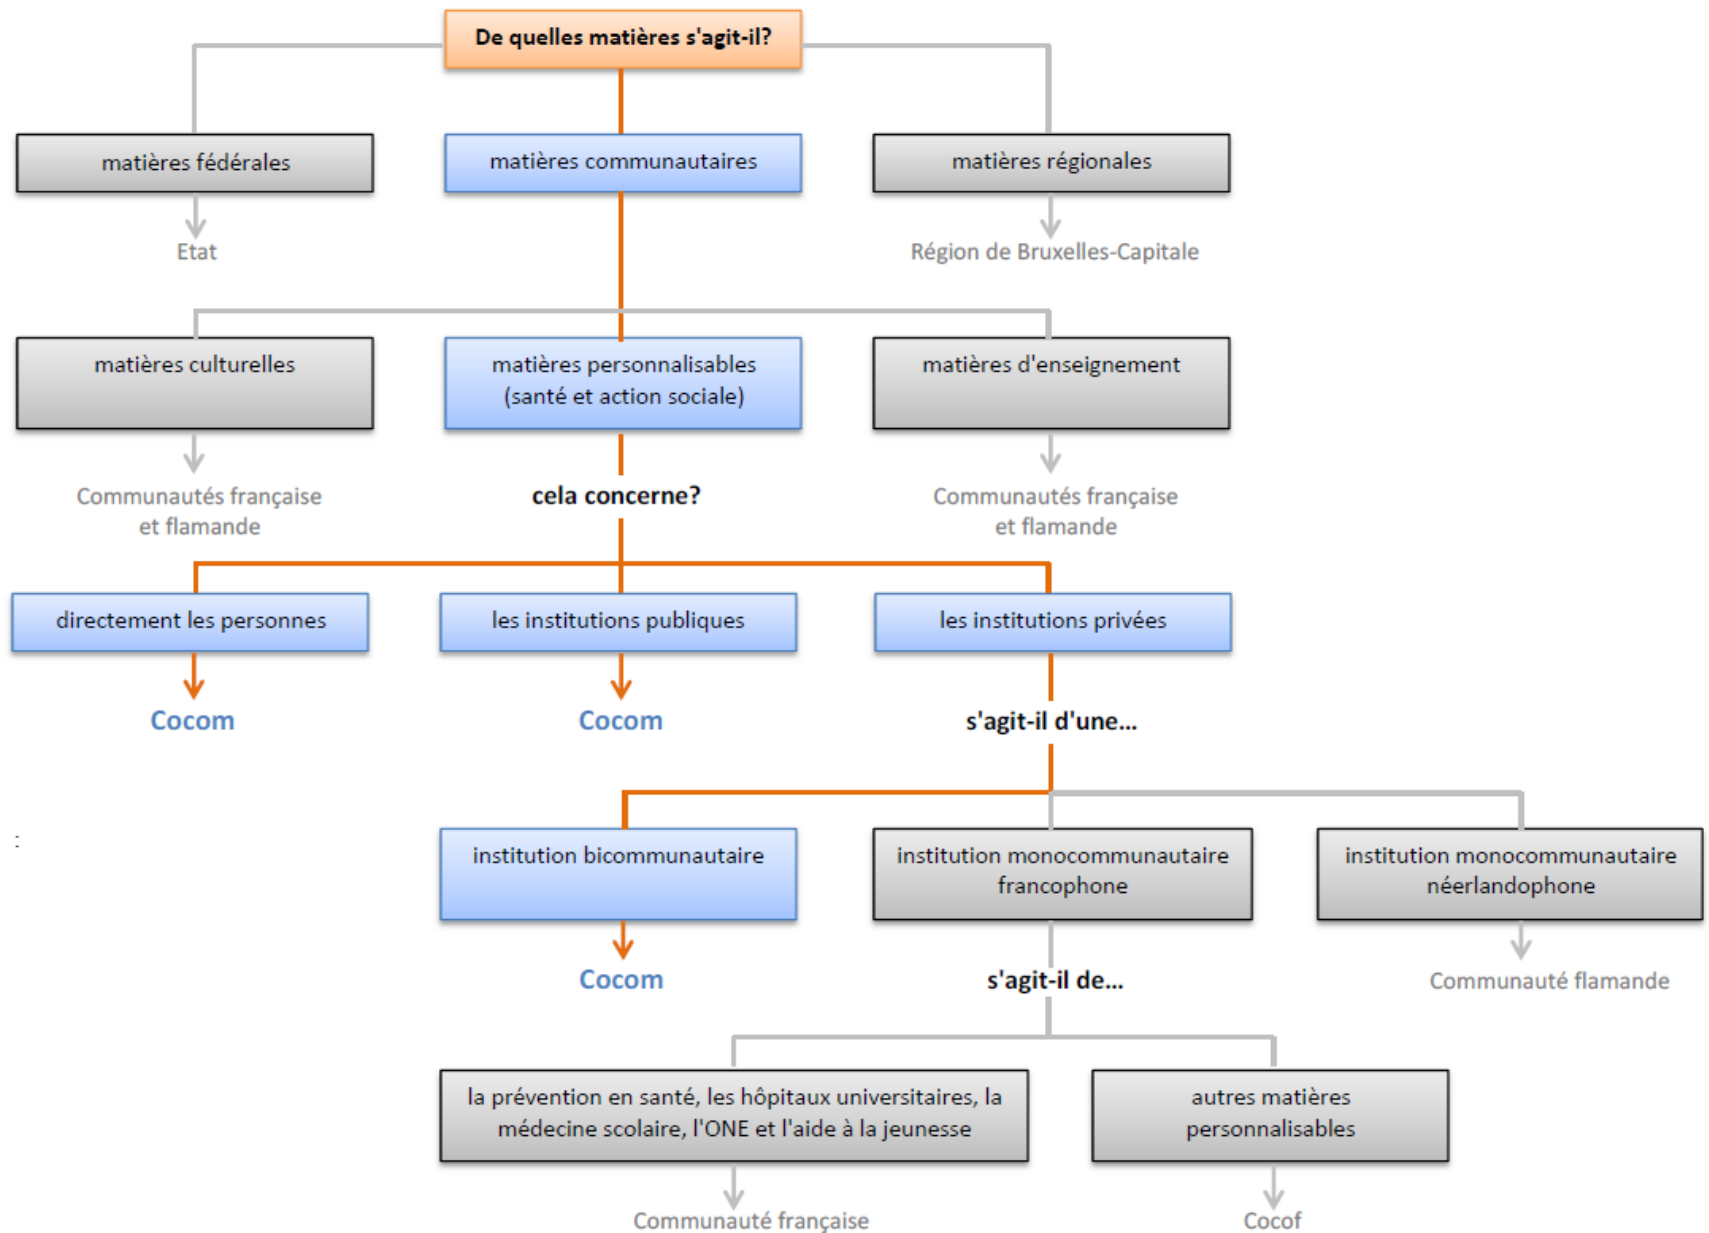 De quelles matières s'agit-il?
matières fédérales
matières communautaires
matières régionales
Etat
Région de Bruxelles-Capitale
matières culturelles
matières personnalisables
(santé et action sociale)
matières d'enseignement
Communautés française
et flamande
cela concerne?
Communautés française
et flamande
directement les personnes
les institutions publiques
les institutions privées
Cocom
Cocom
s'agit-il d'une...
:
institution bicommunautaire
institution monocommunautaire
francophone
institution monocommunautaire
néerlandophone
Cocom
s'agit-il de...
Communauté flamande
la prévention en santé, les hôpitaux universitaires, la
médecine scolaire, l'ONE et l'aide à la jeunesse
autres matières
personnalisables
Communauté française
Cocof